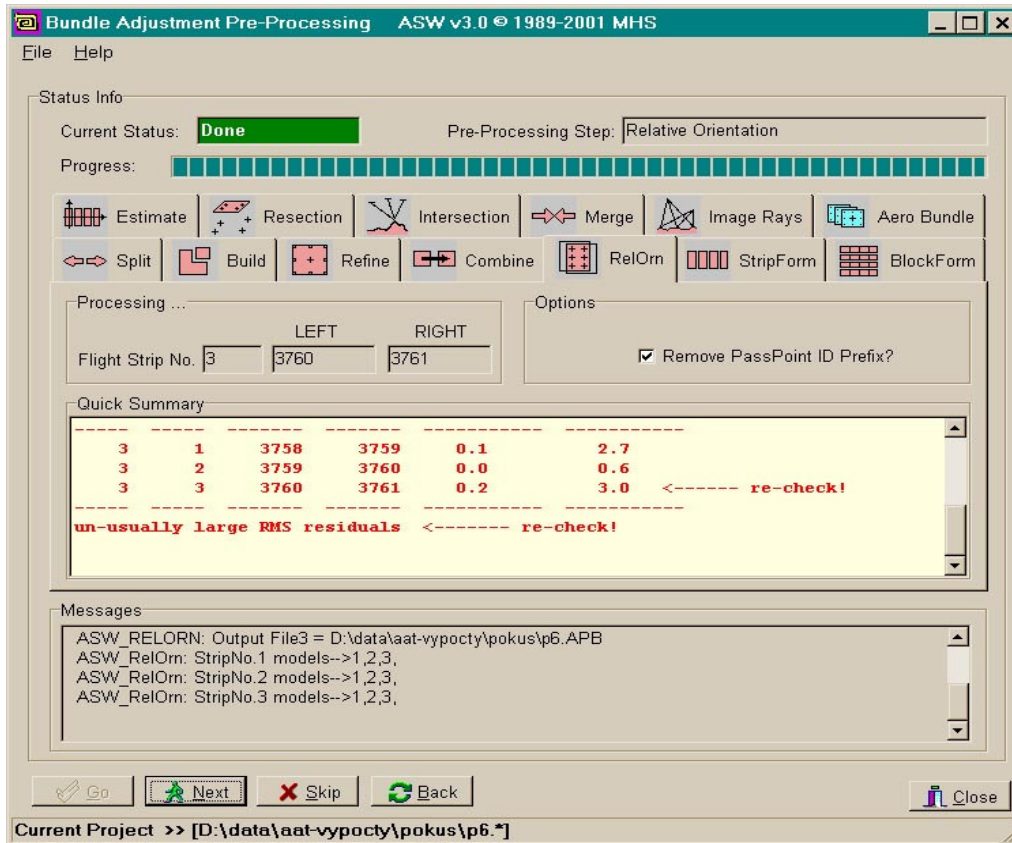 Bundle Adjustment Pre-Processing ASW v3.0 © 1989-2001 MHS
File Help
Status Info
Current Status: Done Pre-Processing Step: Relative Orientation
Progress:
Estimate Resection Intersection Merge Image Rays Aero Bundle
Split Build Refine Combine RelOrn StripForm BlockForm
Processing ... Options
LEFT RIGHT
Flight Strip No. 3 3760 3761 Remove PassPoint ID Prefix?
Quick Summary
----- ----- ------- ------- ----------- -----------
3 1 3758 3759 0.1 2.7
3 2 3759 3760 0.0 0.6
3 3 3760 3761 0.2 3.0 <------ re-check!
----- ----- ------- ------- ----------- -----------
un-usually large RMS residuals <------- re-check!
Messages
ASW_RELORN: Output File3 = D:\data\aat-vypocty\pokus\p6.APB
ASW_RelOrn: StripNo.1 models-->1,2,3,
ASW_RelOrn: StripNo.2 models-->1,2,3,
ASW_RelOrn: StripNo.3 models-->1,2,3,
Go Next Skip Back Close
Current Project >> [D:\data\aat-vypocty\pokus\p6.*]